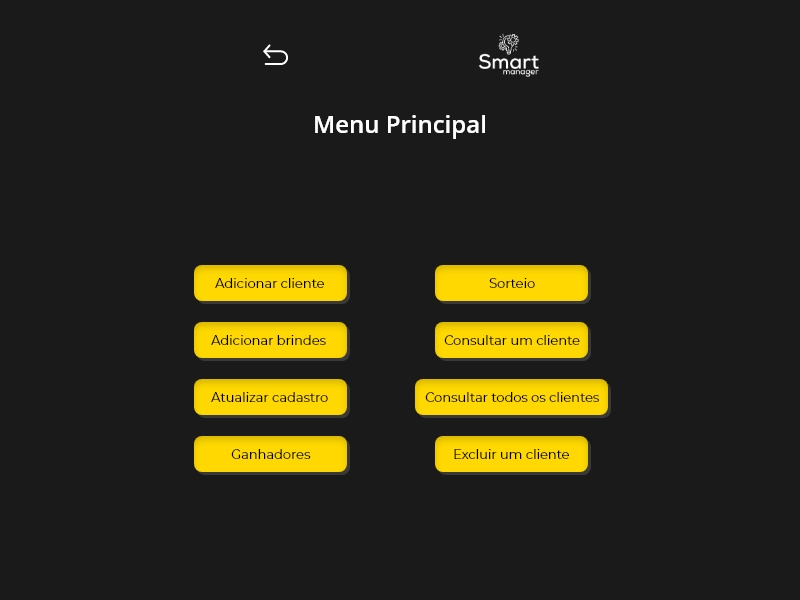 Smart
manager
Menu Principal
Adicionar cliente
Sorteio
Adicionar brindes
Consultar um cliente
Atualizar cadastro
Consultar todos os clientes
Ganhadores
Excluir um cliente